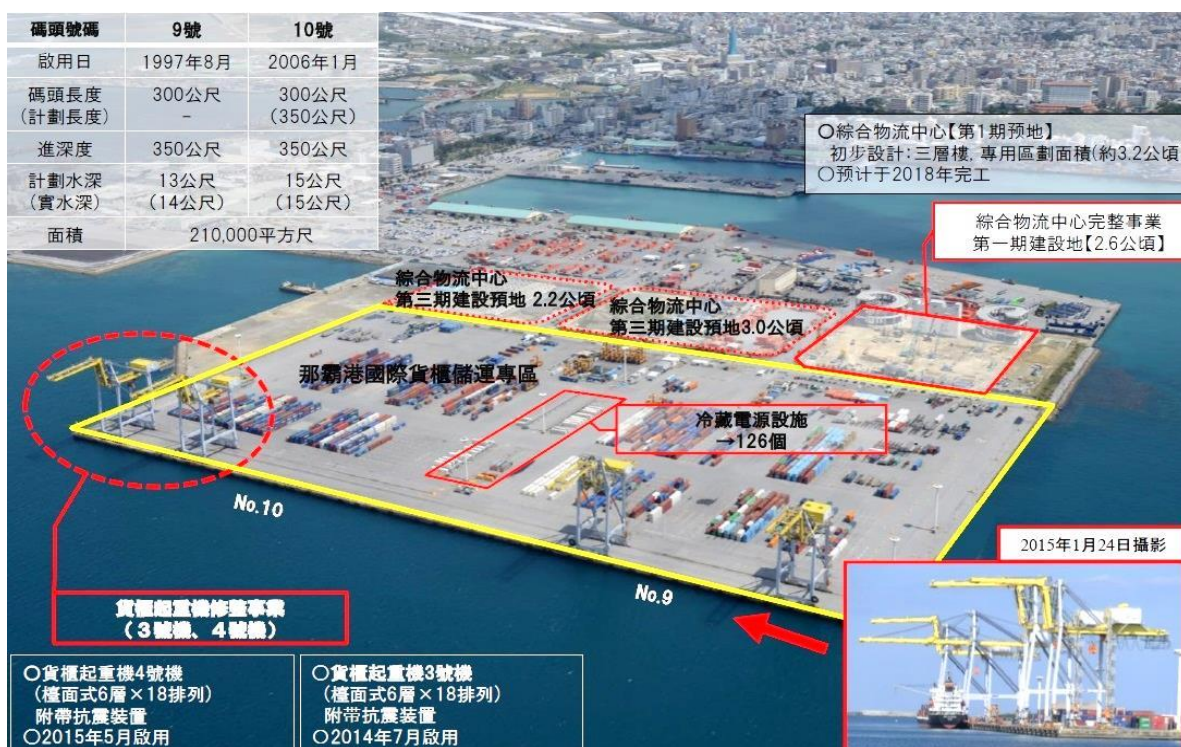 碼頭號碼 9號 10號
啟用日 1997年8月 2006年1月
碼頭長度 300公尺 300公尺
(計劃長度) – (350公尺)
進深度 350公尺 350公尺
計劃水深 13公尺 15公尺
(實水深) (14公尺) (15公尺)
面積 210,000平方尺
○綜合物流中心【第1期预地】
初步設計:三層樓, 專用區劃面積(約3.2公頃
○预计于2018年完工
綜合物流中心完整事業
第一期建設地【2.6公頃】
綜合物流中心
第三期建設預地 2.2公頃
綜合物流中心
第三期建設預地3.0公頃
那霸港國際貨櫃儲運專區
冷藏電源設施
→126個
No.10
No.9
2015年1月24日攝影
貨櫃起重機修整事業
(3號機、4號機)
○貨櫃起重機4號機
(檯面式6層×18排列)
附帶抗震裝置
○2015年5月啟用
○貨櫃起重機3號機
(檯面式6層×18排列)
附带抗震裝置
○2014年7月啟用